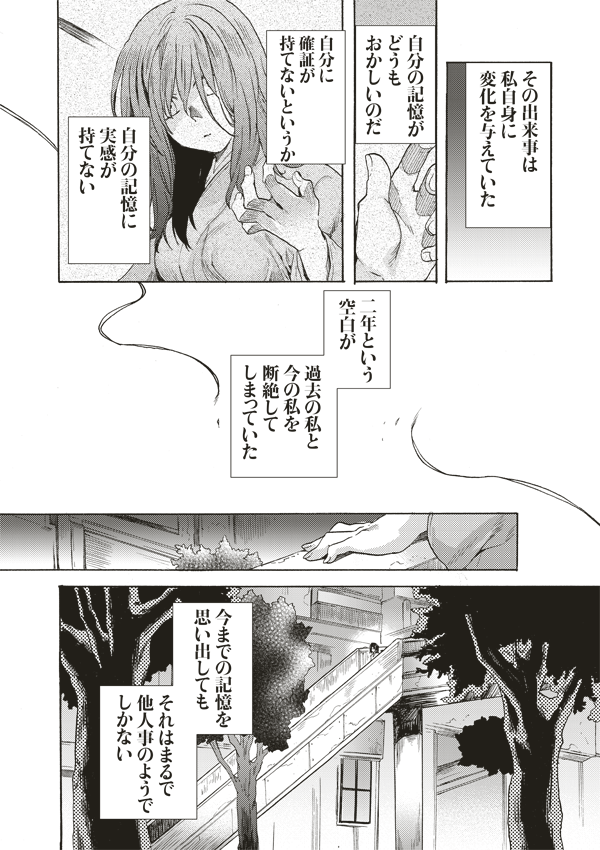 その出来事は
私自身に
変化を与えていた
自分の記憶が
どうも
おかしいのだ
自分に
確証が
持てないというか
自分の記憶に
実感が
持てない
二年という
空白が
過去の私と
今の私を
断絶して
しまっていた
今までの記憶を
思い出しても
それはまるで
他人事のようで
しかない